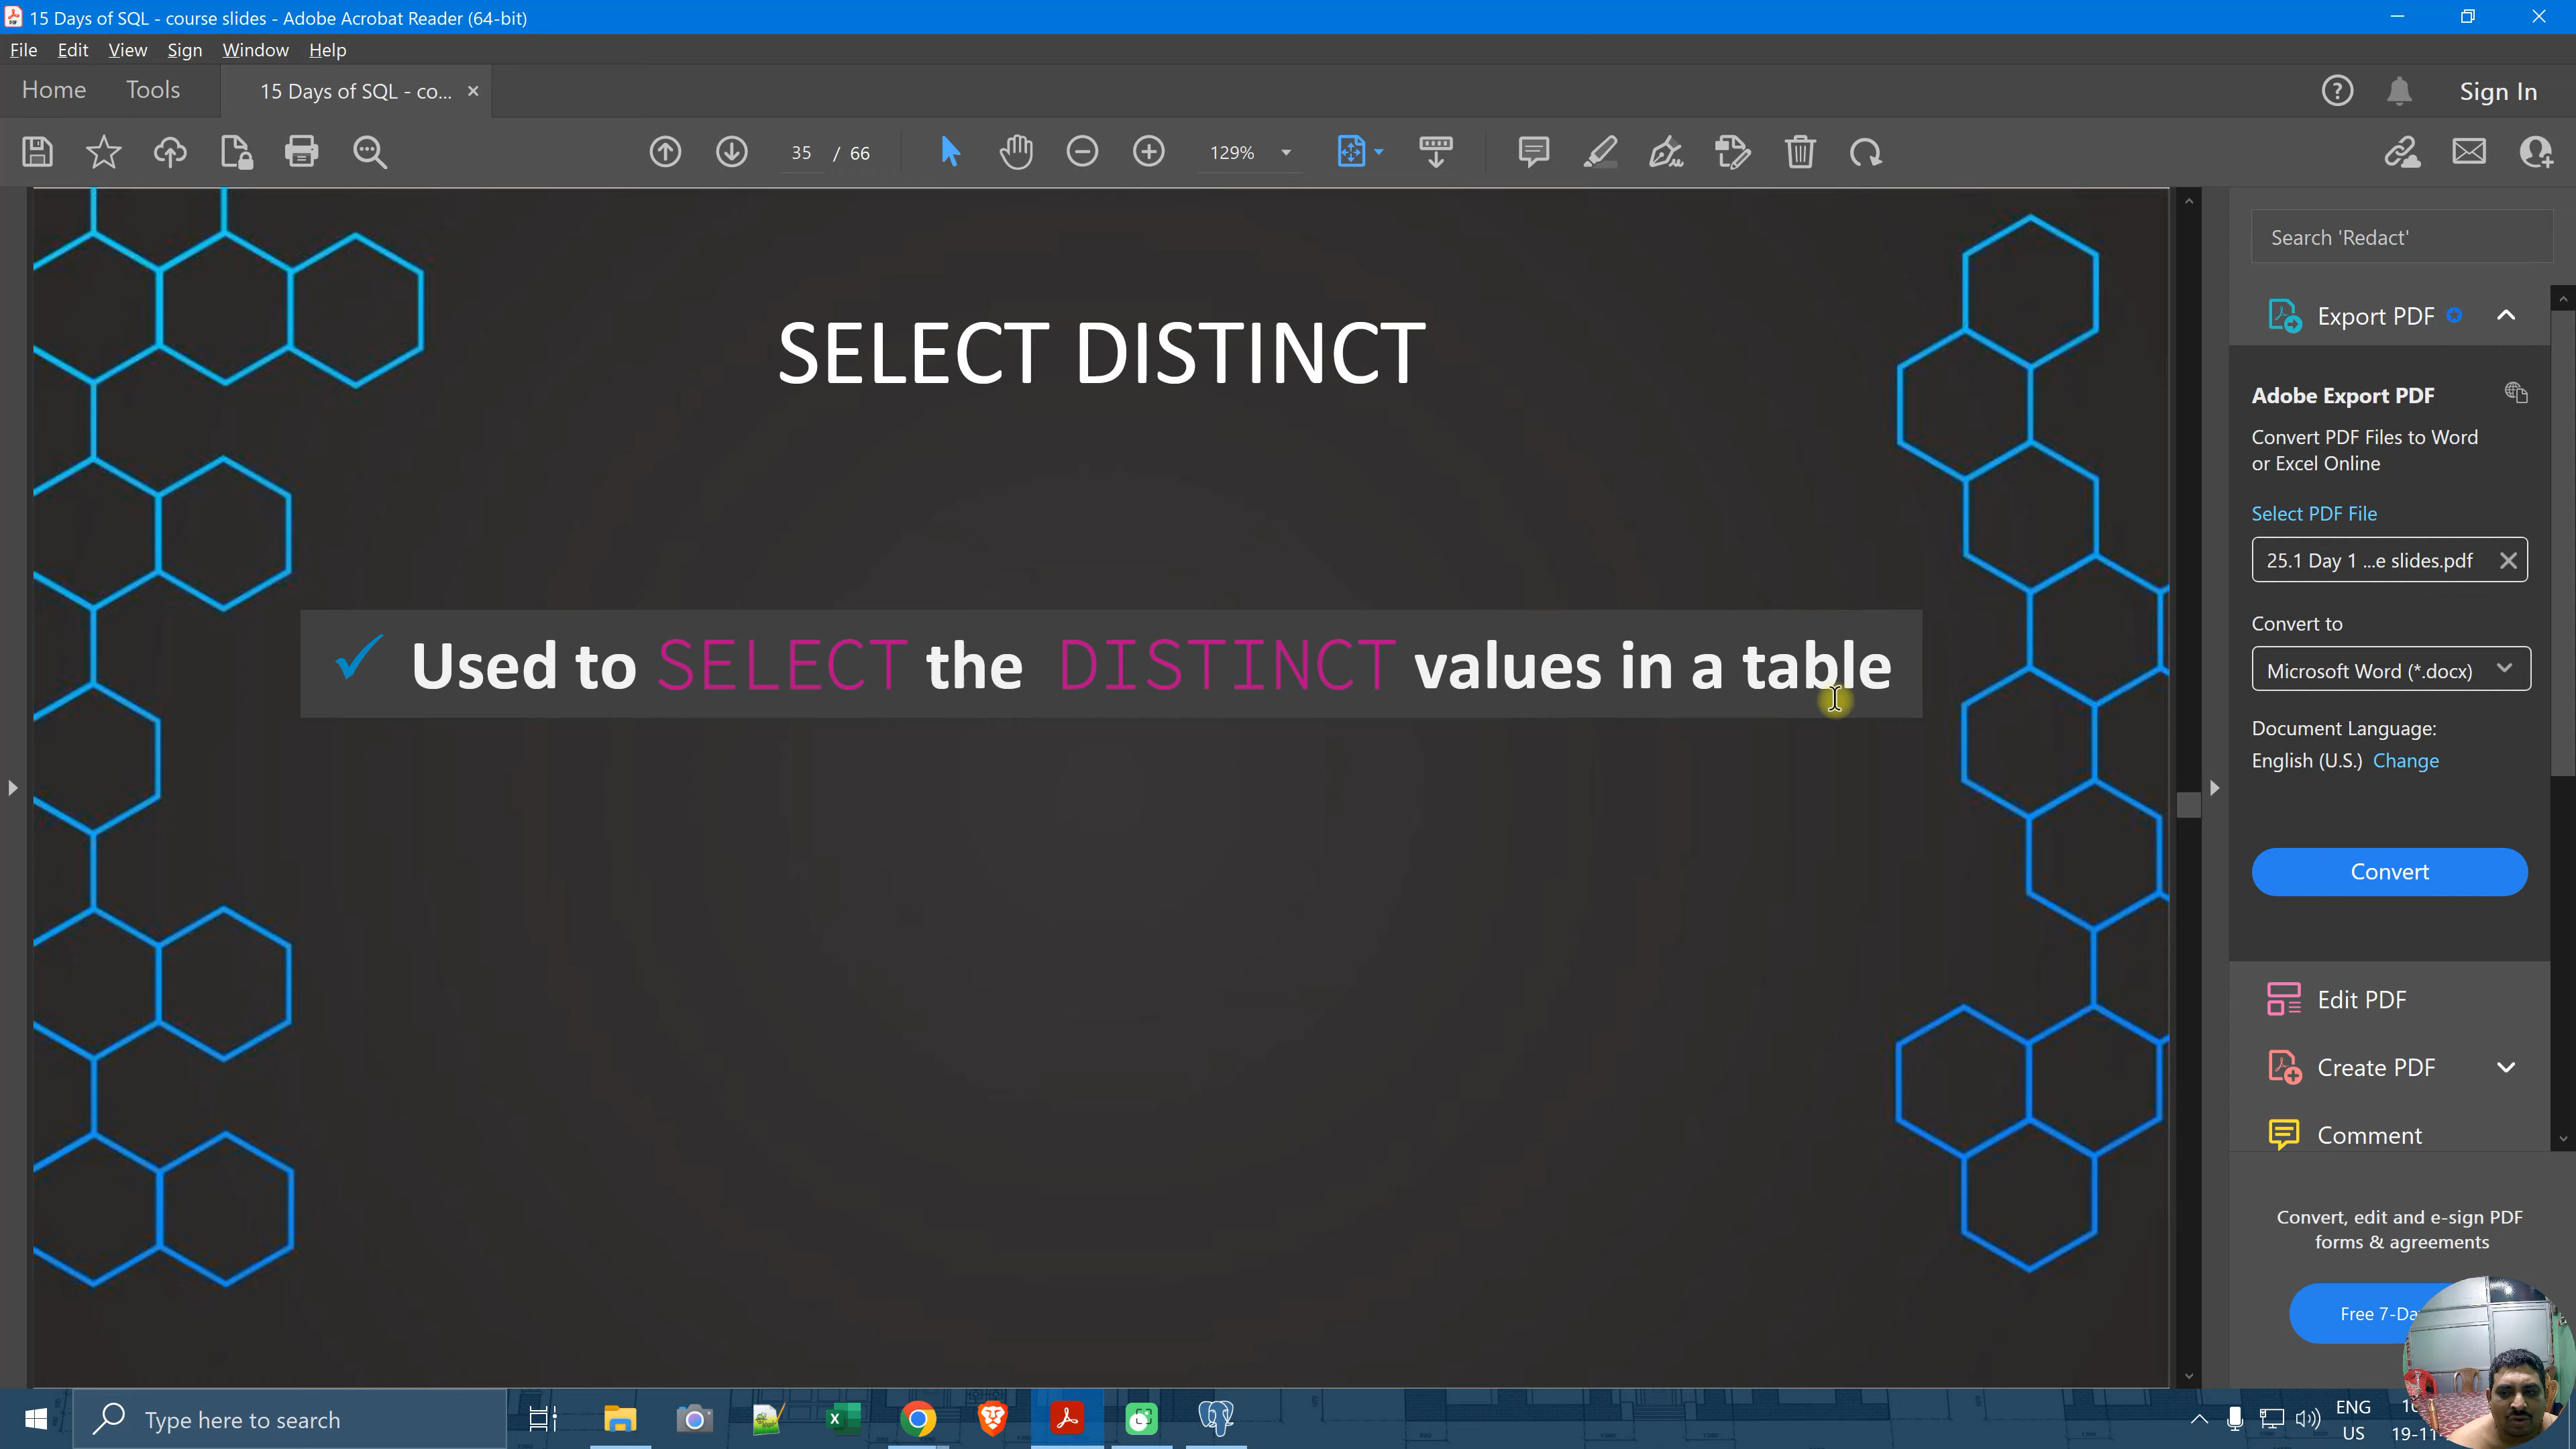 15 Days of SQL - course slides - Adobe Acrobat Reader (64-bit)
File Edit View Sign Window Help
Home Tools 15 Days of SQL - co... Sign In
35 / 66 129%
SELECT DISTINCT
✓ Used to SELECT the DISTINCT values in a table
Search 'Redact'
Export PDF
Adobe Export PDF
Convert PDF Files to Word
or Excel Online
Select PDF File
25.1 Day 1 ...e slides.pdf
Convert to
Microsoft Word (*.docx)
Document Language:
English (U.S.) Change
Convert
Edit PDF
Create PDF
Comment
Convert, edit and e-sign PDF
forms & agreements
Free
Type here to search
ENG
US